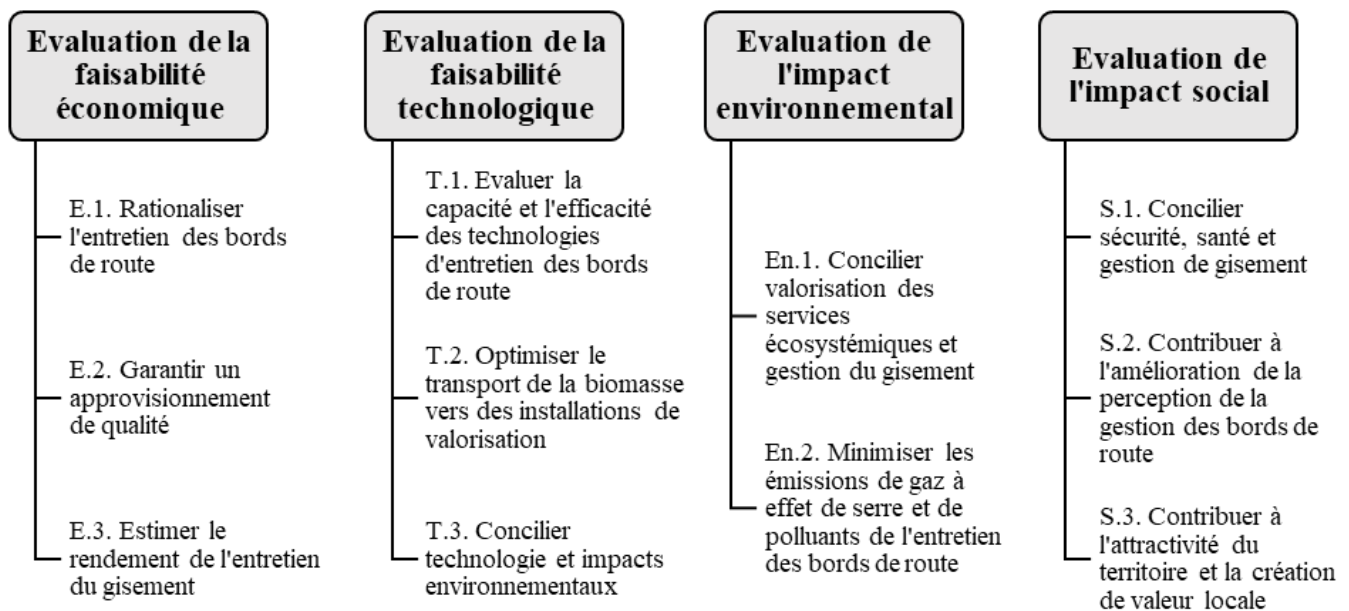 Evaluation de la
faisabilité
économique
E.1. Rationaliser
l'entretien des bords
de route
E.2. Garantir un
approvisionnement
de qualité
E.3. Estimer le
rendement de l'entretien
du gisement
Evaluation de la
faisabilité
technologique
T.1. Evaluer la
capacité et l'efficacité
des technologies
d'entretien des bords
de route
T.2. Optimiser le
transport de la biomasse
vers des installations de
valorisation
T.3. Concilier
technologie et impacts
environnementaux
Evaluation de
l'impact
environnemental
En.1. Concilier
valorisation des
services
écosystémiques et
gestion du gisement
En.2. Minimiser les
émissions de gaz à
effet de serre et de
polluants de l'entretien
des bords de route
Evaluation de
l'impact social
S.1. Concilier
sécurité, santé et
gestion de gisement
S.2. Contribuer à
l'amélioration de la
perception de la
gestion des bords de
route
S.3. Contribuer à
l'attractivité du
territoire et la création
de valeur locale